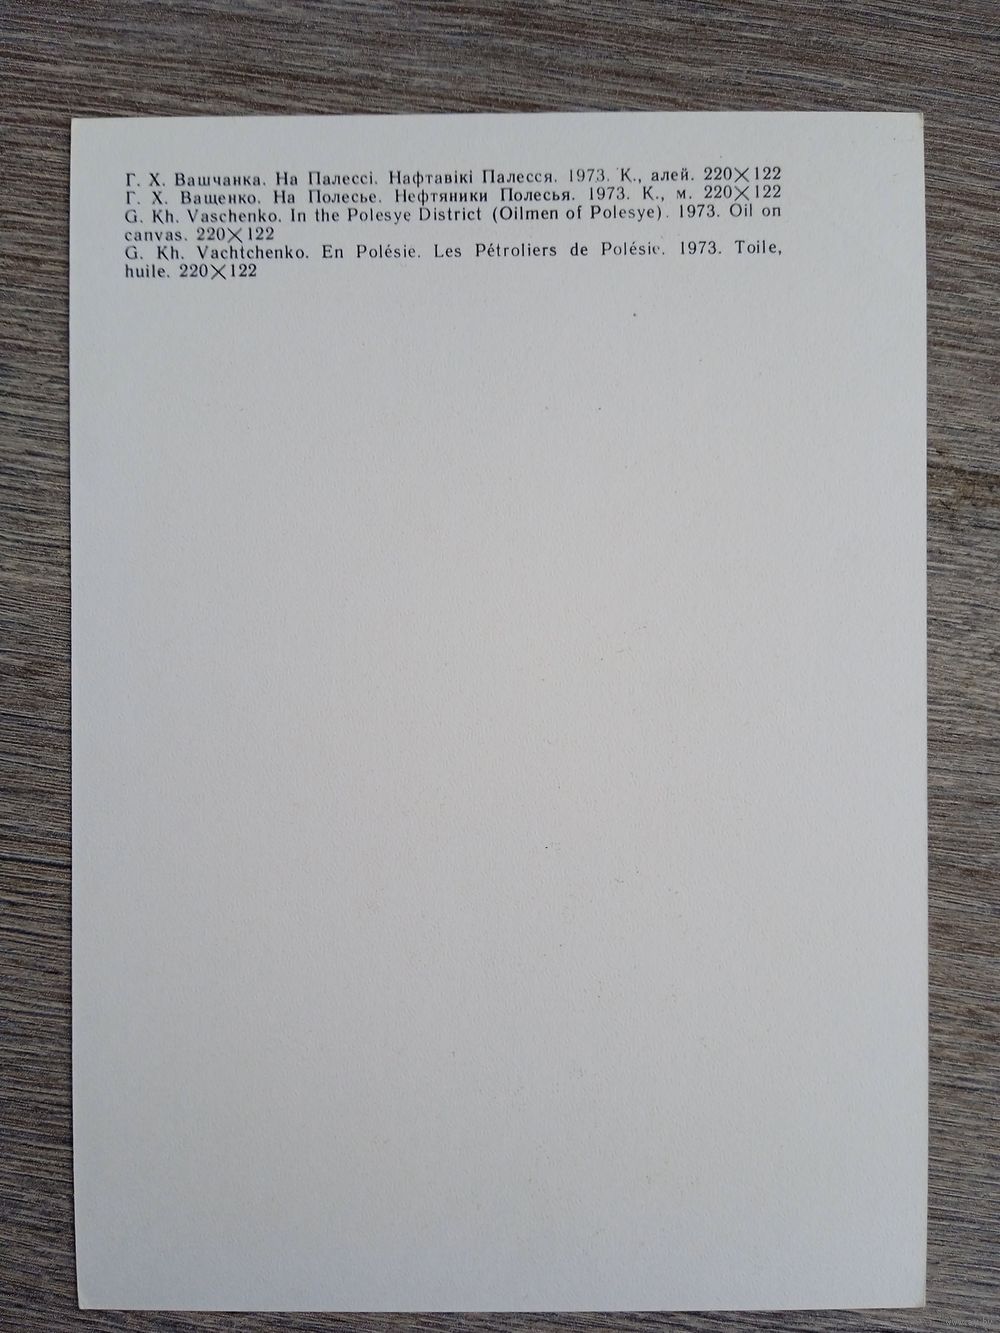 Г. Х. Вашчанка. На Палессі. Нафтавікі Палесся. 1973. К., алей. 220×122
Г. Х. Ващенко. На Полесье. Нефтяники Полесья. 1973. К., м. 220×122
G. Kh. Vaschenko. In the Polesye District (Oilmen of Polesye). 1973. Oil on
canvas. 220×122
G. Kh. Vachtchenko. En Polésie. Les Pétroliers de Polésie. 1973. Toile,
huile. 220×122